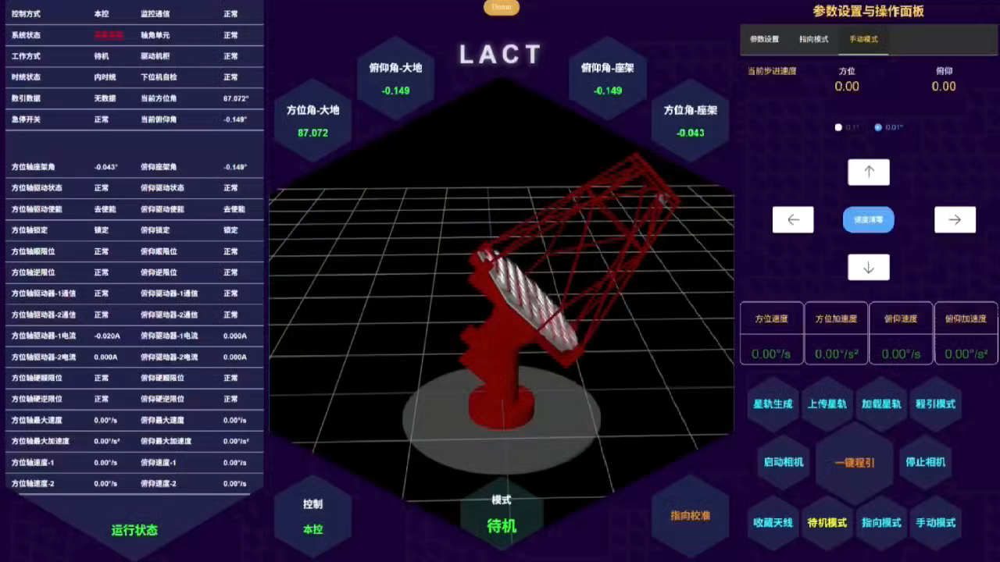 控制方式 本控 监控通信 正常
系统状态 轴角单元 正常
工作方式 待机 驱动机柜 正常
时统状态 内时统 下位机自检 正常
数引数据 无数据 当前方位角 87.072°
急停开关 正常 当前俯仰角 -0.149°
方位轴座架角 -0.043° 俯仰座架角 -0.149°
方位轴驱动状态 正常 俯仰驱动状态 正常
方位轴驱动使能 去使能 俯仰驱动使能 去使能
方位轴锁定 锁定 俯仰锁定 锁定
方位轴顺限位 正常 俯仰顺限位 正常
方位轴逆限位 正常 俯仰逆限位 正常
方位轴驱动器-1通信 正常 俯仰驱动器-1通信 正常
方位轴驱动器-2通信 正常 俯仰驱动器-2通信 正常
方位轴驱动器-1电流 -0.020A 俯仰驱动器-1电流 0.000A
方位轴驱动器-2电流 0.000A 俯仰驱动器-2电流 0.000A
方位轴硬顺限位 正常 俯仰硬顺限位 正常
方位轴硬逆限位 正常 俯仰硬逆限位 正常
方位轴最大速度 0.00°/s 俯仰最大速度 0.00°/s
方位轴最大加速度 0.00°/s² 俯仰最大加速度 0.00°/s²
方位轴速度-1 0.00°/s 俯仰速度-1 0.00°/s
方位轴速度-2 0.00°/s 俯仰速度-2 0.00°/s
运行状态
LACT
方位角-大地
87.072
俯仰角-大地
-0.149
俯仰角-座架
-0.149
方位角-座架
-0.043
控制
本控
模式
待机
指向校准
参数设置与操作面板
参数设置 指向模式 手动模式
当前步进速度 方位 俯仰
0.00 0.00
0.1° 0.01°
↑
← 速度清零 →
↓
方位速度 方位加速度 俯仰速度 俯仰加速度
0.00°/s 0.00°/s² 0.00°/s 0.00°/s²
星轨生成 上传星轨 加载星轨 程引模式
启动相机 一键程引 停止相机
收藏天线 待机模式 指向模式 手动模式